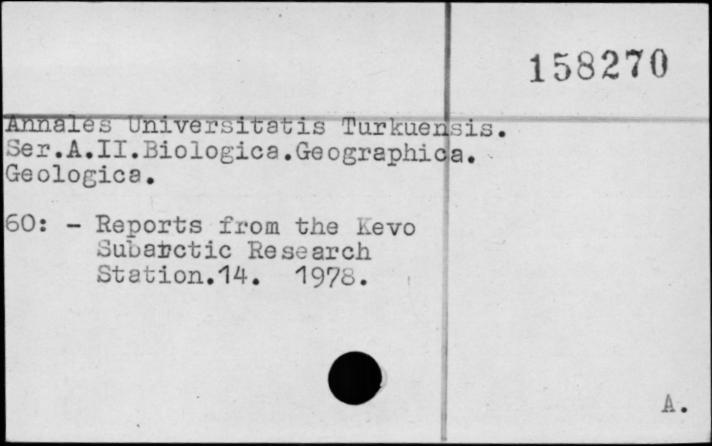 158270
Annales Universitatis Turkuensis.
Ser.A.II.Biologica.Geographica.
Geologica.
60: - Reports from the Kevo
Subarctic Research
Station.14. 1978.
A.